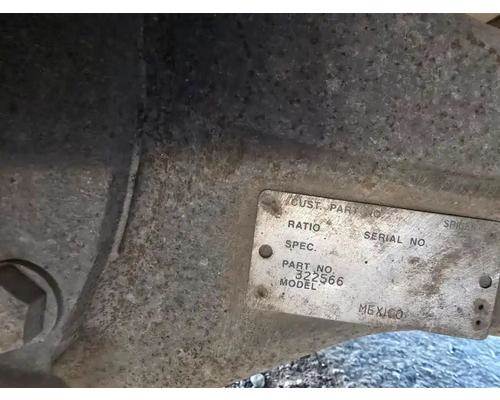 CUST. PART NO.
RATIO SERIAL NO.
SPEC.
PART NO.
322566
MODEL
MEXICO